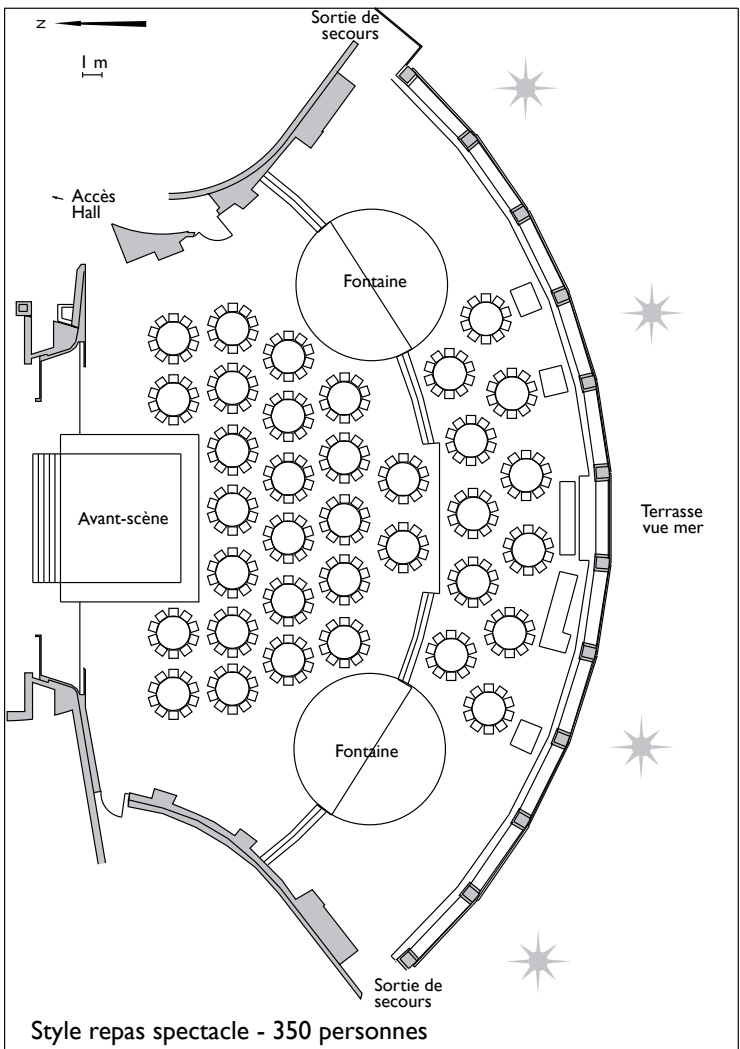 Sortie de
secours
z
1 m
Accès
Hall
Fontaine
Avant-scène
Terrasse
vue mer
Fontaine
Sortie de
secours
Style repas spectacle - 350 personnes